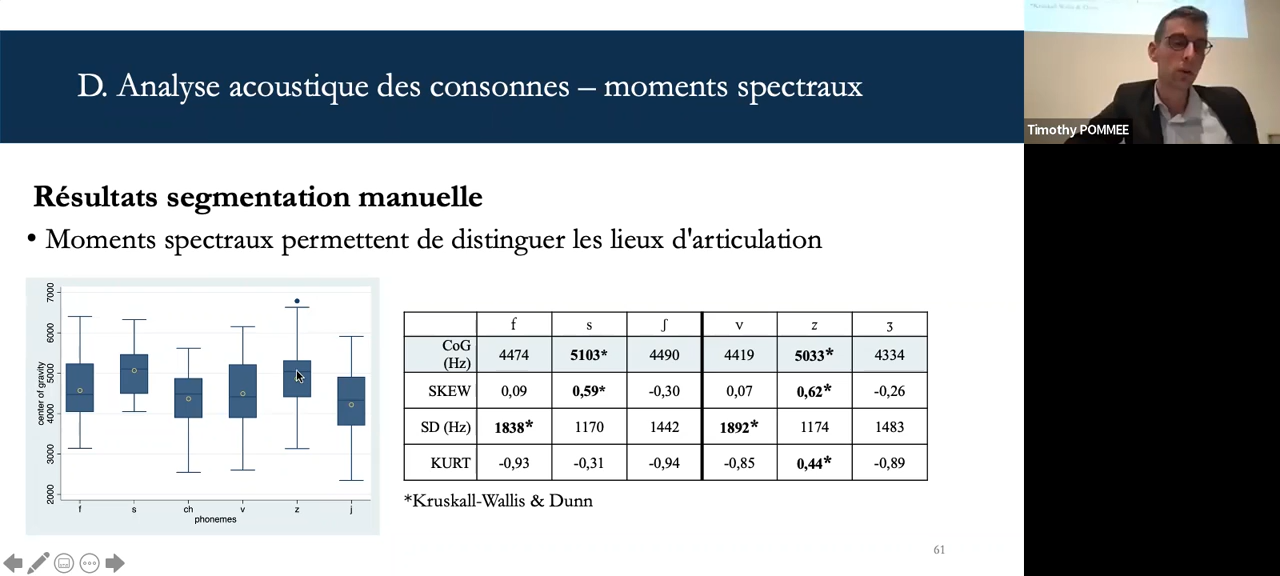 D. Analyse acoustique des consonnes – moments spectraux
Timothy POMMEE
Résultats segmentation manuelle
• Moments spectraux permettent de distinguer les lieux d'articulation
7000
6000
5000
4000
3000
2000
center of gravity
f s ch v z j
phonemes
f s ʃ v z ʒ
CoG (Hz) 4474 5103* 4490 4419 5033* 4334
SKEW 0,09 0,59* -0,30 0,07 0,62* -0,26
SD (Hz) 1838* 1170 1442 1892* 1174 1483
KURT -0,93 -0,31 -0,94 -0,85 0,44* -0,89
*Kruskall-Wallis & Dunn
61